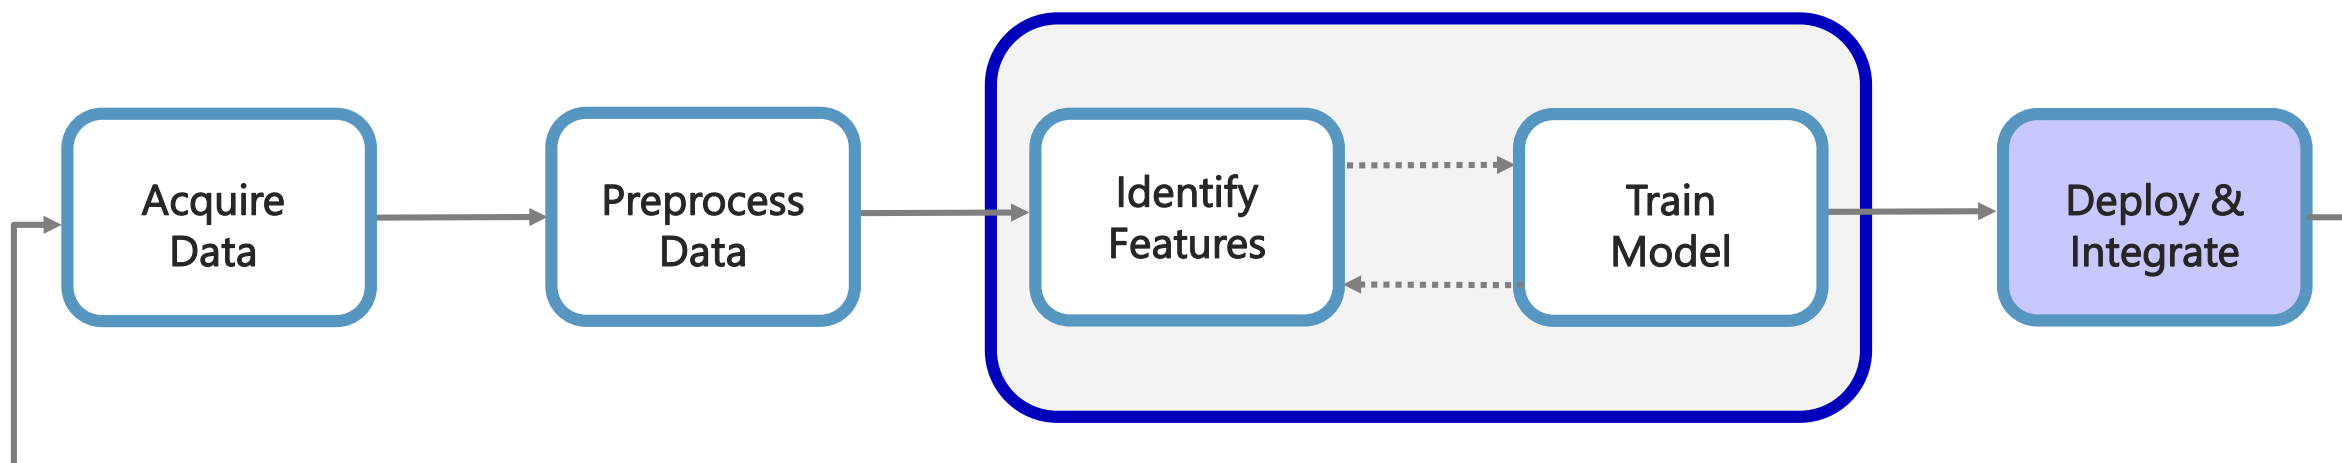 Acquire
Data
Preprocess
Data
Identify
Features
Train
Model
Deploy &
Integrate